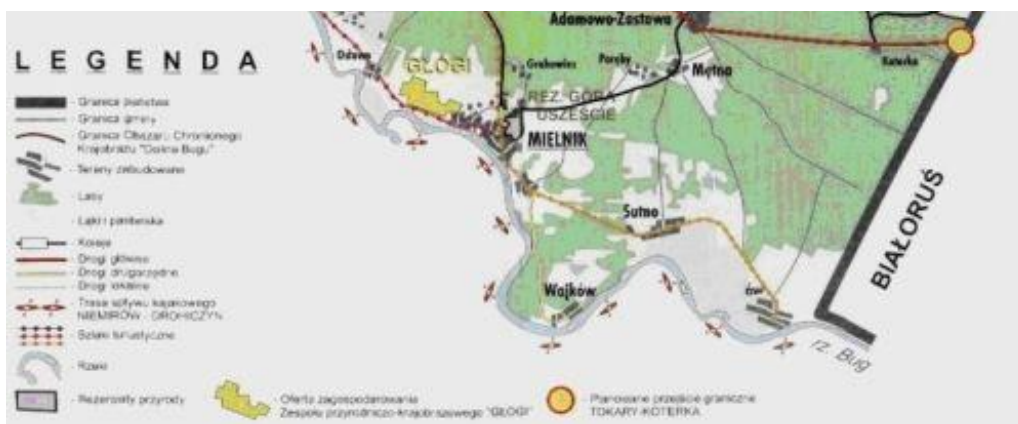 Adamowo-Zastawa
LEGENDA
GŁOGI
Grabowiec
Mętna
Koterka
REZ. GÓRA
USZEŚCIE
MIELNIK
BIAŁORUŚ
Sutno
Wajków
rz. Bug
- Granica państwa
- Granica gminy
- Granica Obszaru Chronionego
Krajobrazu "Dolina Bugu"
- Tereny zabudowane
- Lasy
- Łąki i pastwiska
- Koleje
- Drogi główne
- Drogi drugorzędne
- Drogi lokalne
- Trasa spływu kajakowego
NIEMIRÓW - DROHICZYN
- Szlaki turystyczne
- Rzeki
- Rezerwaty przyrody
- Oferta zagospodarowania
Zespołu przyrodniczo-krajobrazowego "GŁOGI"
- Planowane przejście graniczne
TOKARY-KOTERKA